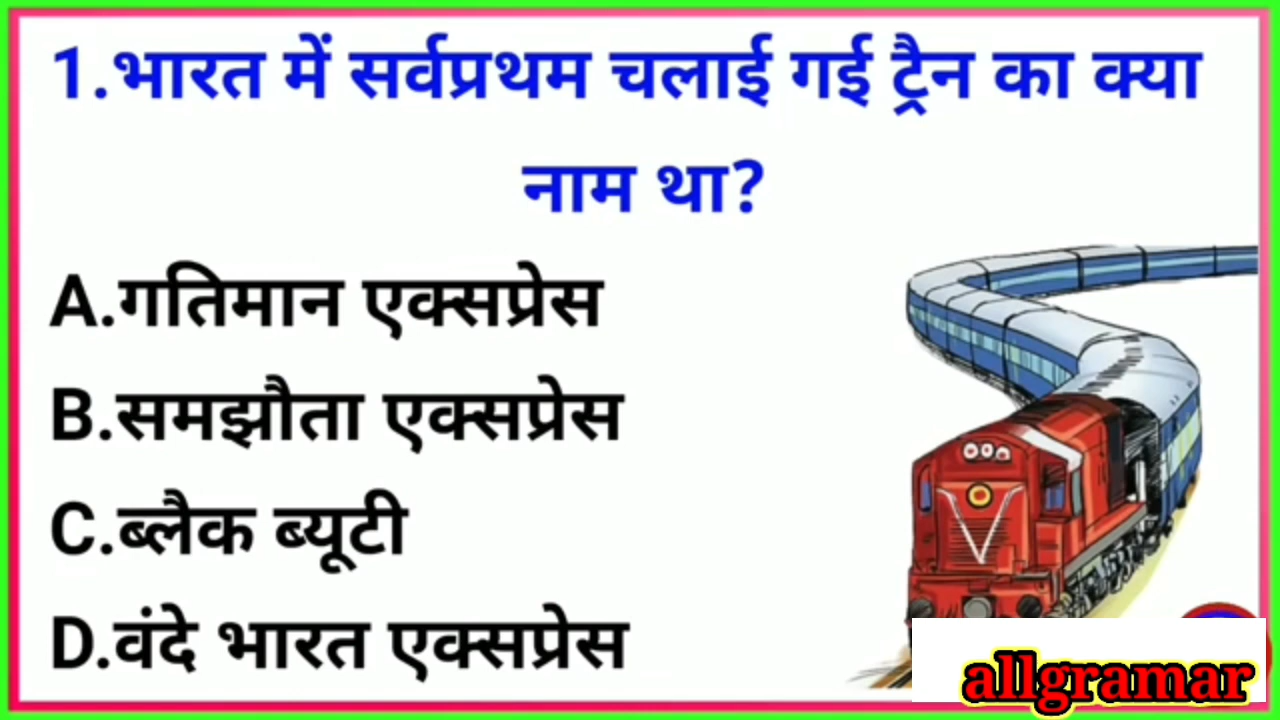 1.भारत में सर्वप्रथम चलाई गई ट्रैन का क्या
नाम था?
A.गतिमान एक्सप्रेस
B.समझौता एक्सप्रेस
C.ब्लैक ब्यूटी
D.वंदे भारत एक्सप्रेस
allgramar